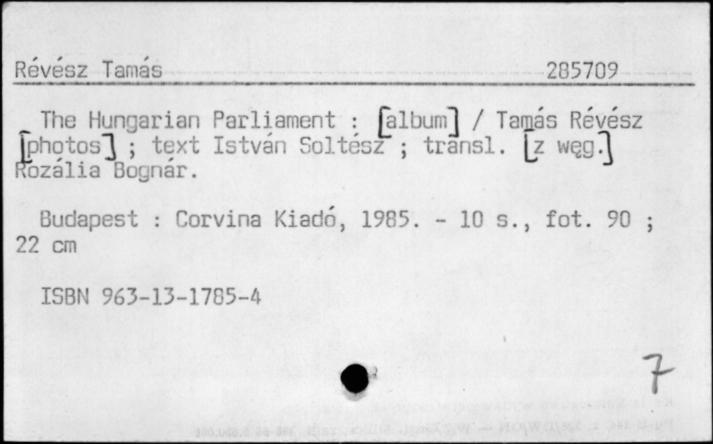 Révész Tamás 285709
The Hungarian Parliament : [album] / Tamás Révész
[photos] ; text István Soltész ; transl. [z węg.]
Rozália Bognár.
Budapest : Corvina Kiadó, 1985. - 10 s., fot. 90 ;
22 cm
ISBN 963-13-1785-4
7